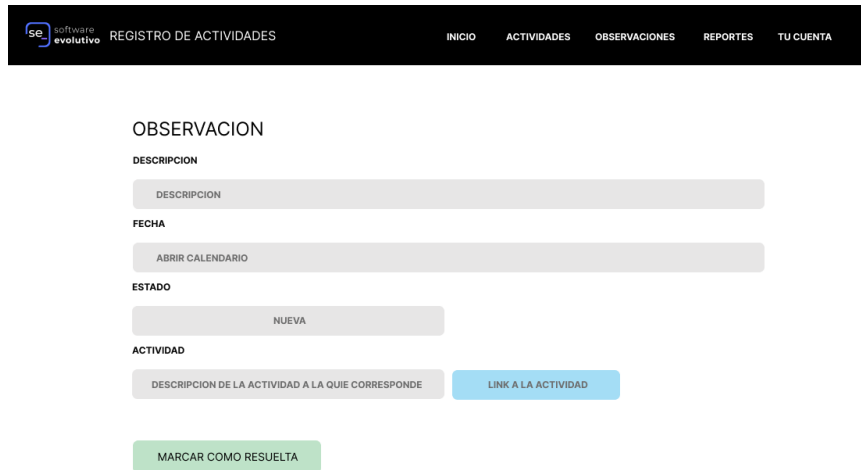 se_ software evolutivo REGISTRO DE ACTIVIDADES INICIO ACTIVIDADES OBSERVACIONES REPORTES TU CUENTA
OBSERVACION
DESCRIPCION
DESCRIPCION
FECHA
ABRIR CALENDARIO
ESTADO
NUEVA
ACTIVIDAD
DESCRIPCION DE LA ACTIVIDAD A LA QUIE CORRESPONDE LINK A LA ACTIVIDAD
MARCAR COMO RESUELTA